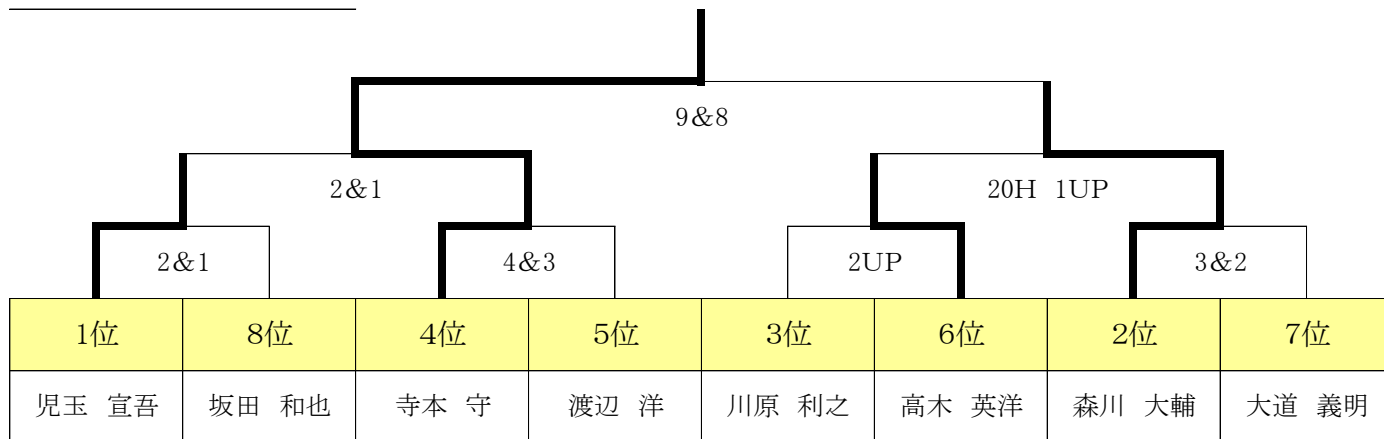 9&8
2&1 20H 1UP
2&1 4&3 2UP 3&2
1位 8位 4位 5位 3位 6位 2位 7位
児玉 宣吾 坂田 和也 寺本 守 渡辺 洋 川原 利之 高木 英洋 森川 大輔 大道 義明